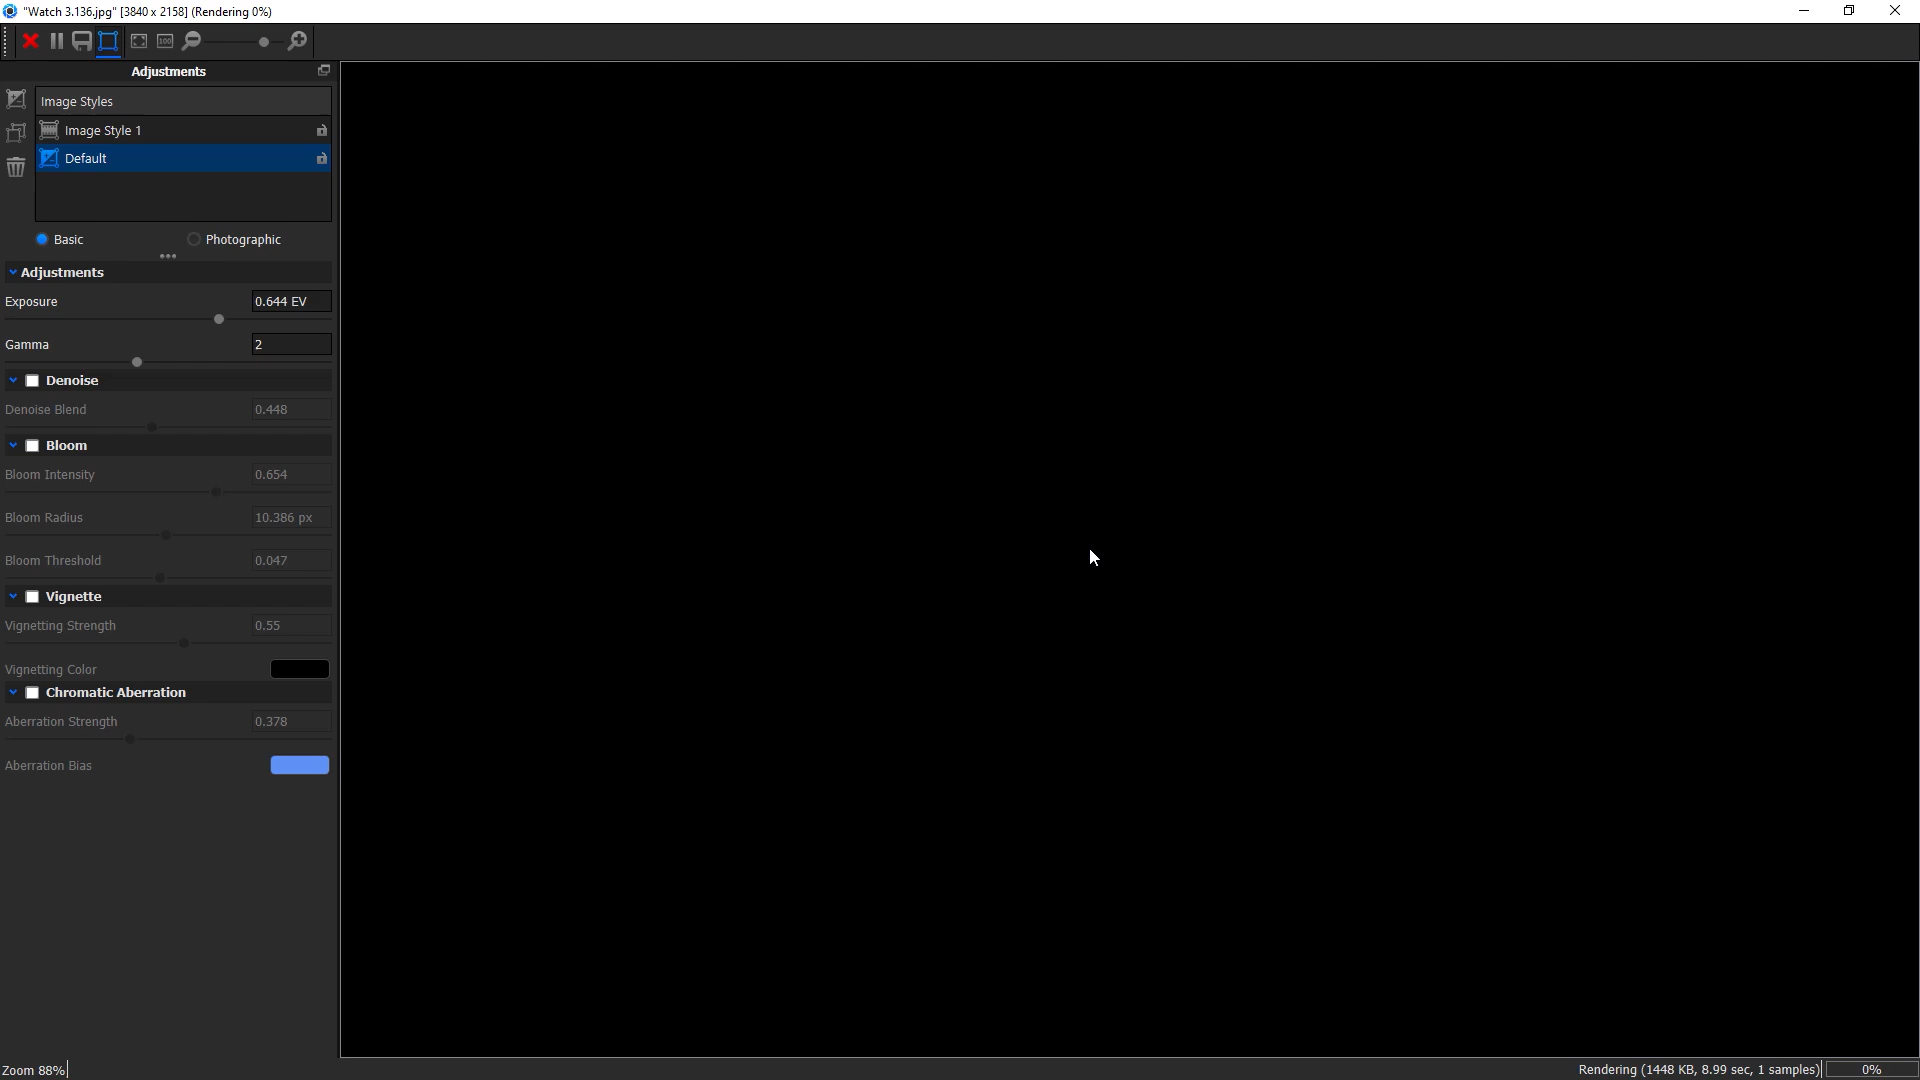 "Watch 3.136.jpg" [3840 x 2158] (Rendering 0%)
100
Adjustments
Image Styles
Image Style 1
Default
Basic
Photographic
Adjustments
Exposure
0.644 EV
Gamma
2
Denoise
Denoise Blend
0.448
Bloom
Bloom Intensity
0.654
Bloom Radius
10.386 px
Bloom Threshold
0.047
Vignette
Vignetting Strength
0.55
Vignetting Color
Chromatic Aberration
Aberration Strength
0.378
Aberration Bias
Zoom 88%
Rendering (1448 KB, 8.99 sec, 1 samples)
0%